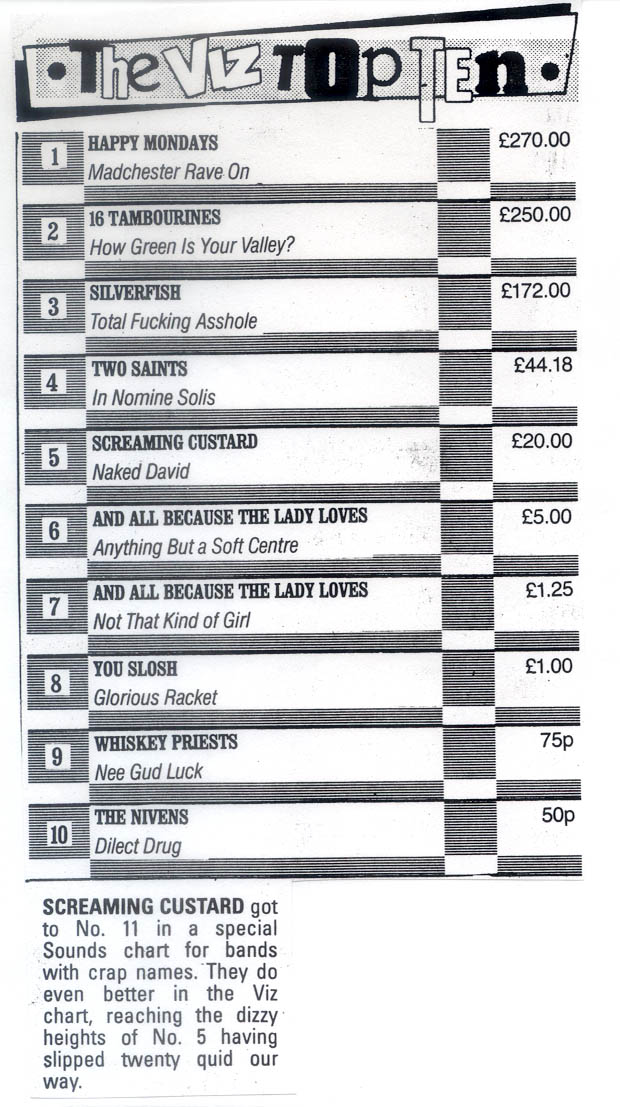 • The Viz Top Ten •
1 HAPPY MONDAYS £270.00
Madchester Rave On
2 16 TAMBOURINES £250.00
How Green Is Your Valley?
3 SILVERFISH £172.00
Total Fucking Asshole
4 TWO SAINTS £44.18
In Nomine Solis
5 SCREAMING CUSTARD £20.00
Naked David
6 AND ALL BECAUSE THE LADY LOVES £5.00
Anything But a Soft Centre
7 AND ALL BECAUSE THE LADY LOVES £1.25
Not That Kind of Girl
8 YOU SLOSH £1.00
Glorious Racket
9 WHISKEY PRIESTS 75p
Nee Gud Luck
10 THE NIVENS 50p
Dilect Drug
SCREAMING CUSTARD got
to No. 11 in a special
Sounds chart for bands
with crap names. They do
even better in the Viz
chart, reaching the dizzy
heights of No. 5 having
slipped twenty quid our
way.